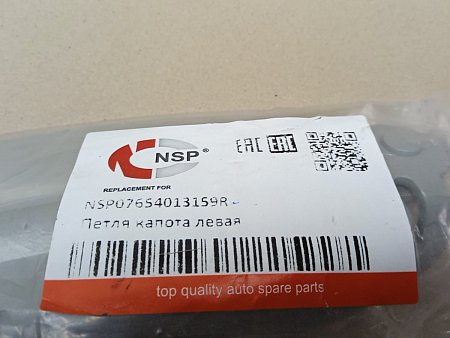 NSP®
EAC EAC
REPLACEMENT FOR
NSP07654013159R -
Петля капота левая
top quality auto spare parts